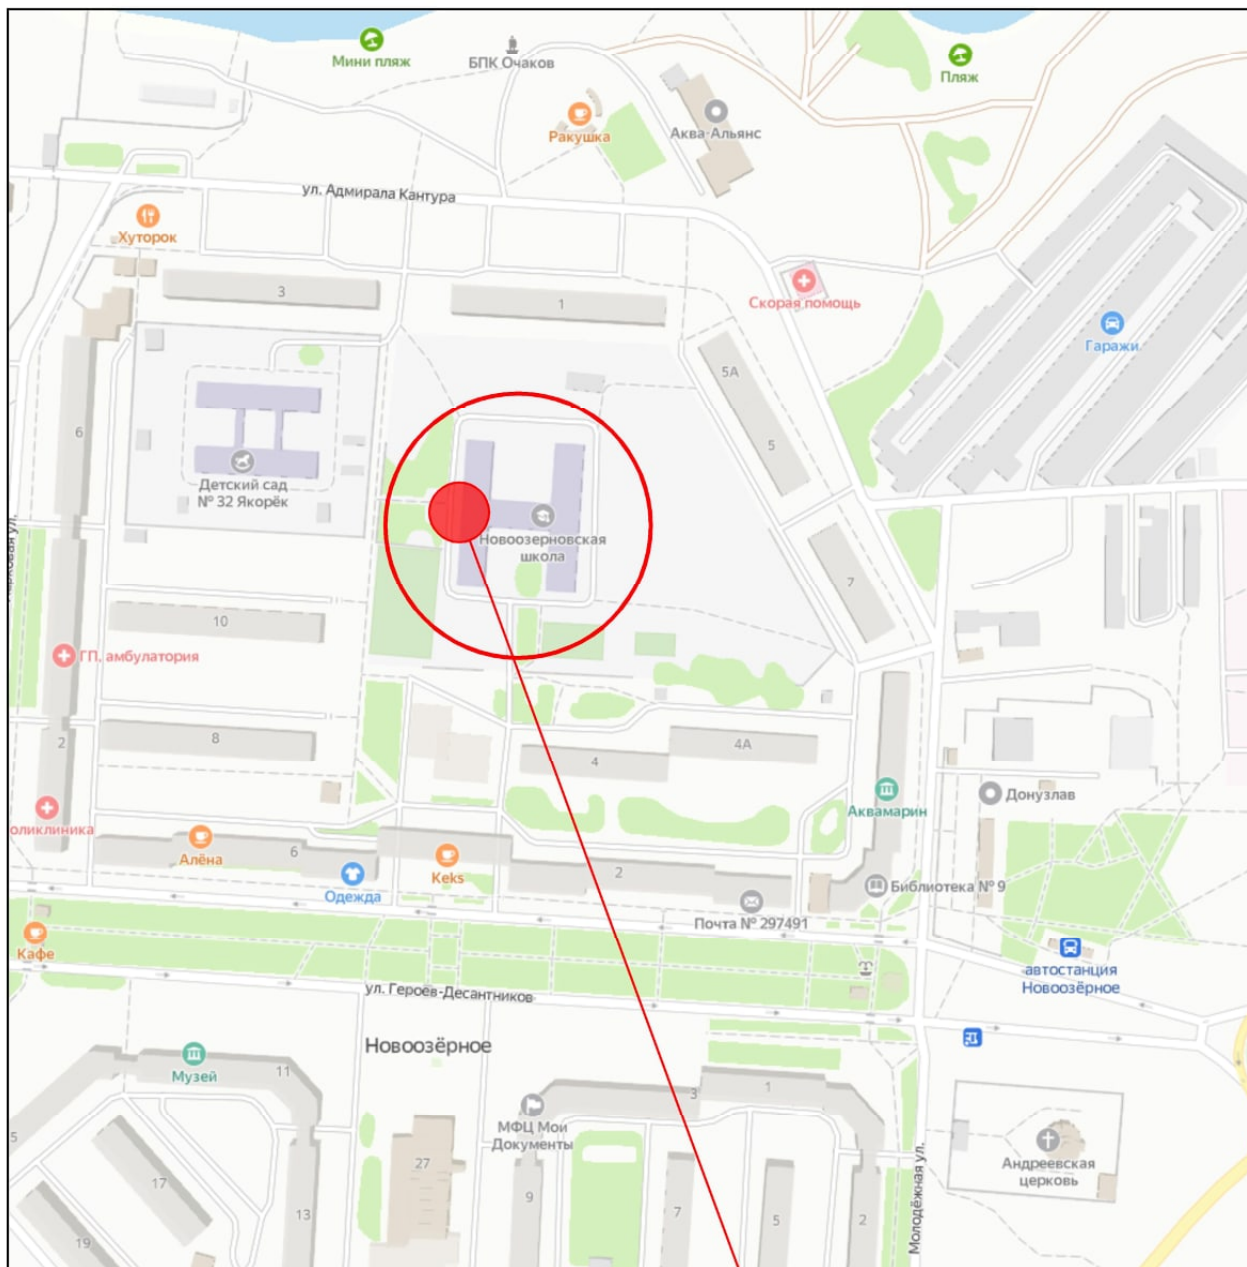 Мини пляж
БПК Очаков
Пляж
Ракушка
Аква-Альянс
ул. Адмирала Кантура
Хуторок
3
1
Скорая помощь
Гаражи
5А
5
6
Детский сад
№ 32 Якорёк
Новоозерновская
школа
7
10
ГП, амбулатория
2
8
4А
4
Аквамарин
Донузлав
оликлиника
Алёна
6
Keks
2
Одежда
Библиотека № 9
Почта № 297491
Кафе
автостанция
Новоозёрное
ул. Героев-Десантников
Новоозёрное
Музей
11
3
1
МФЦ Мои
Документы
5
Андреевская
церковь
27
17
9
7
5
2
13
19
Молодёжная ул.